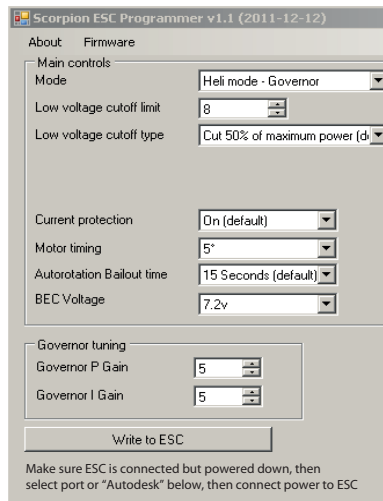 Scorpion ESC Programmer v1.1 (2011-12-12)
About Firmware
Main controls
Mode Heli mode - Governor
Low voltage cutoff limit 8
Low voltage cutoff type Cut 50% of maximum power (d
Current protection On (default)
Motor timing 5°
Autorotation Bailout time 15 Seconds (default)
BEC Voltage 7.2v
Governor tuning
Governor P Gain 5
Governor I Gain 5
Write to ESC
Make sure ESC is connected but powered down, then
select port or “Autodesk” below, then connect power to ESC